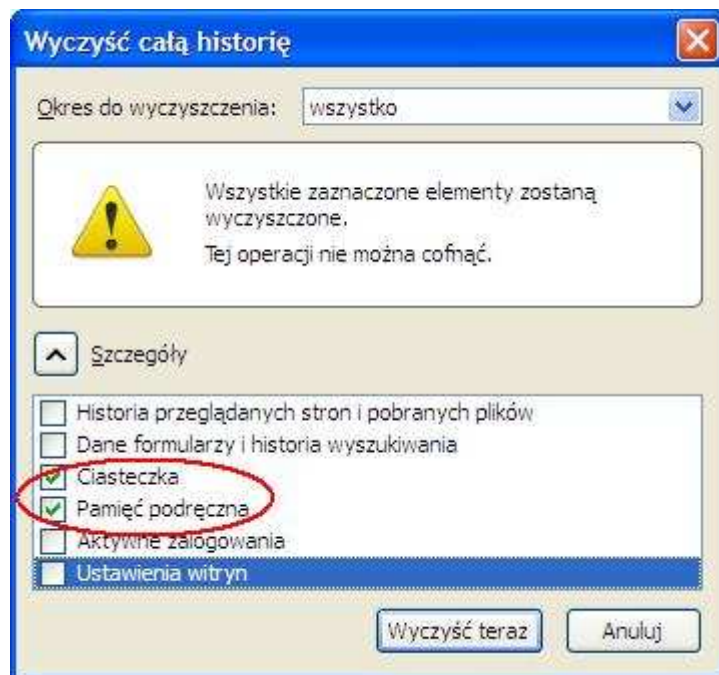 Wyczyść całą historię
Okres do wyczyszczenia: wszystko
Wszystkie zaznaczone elementy zostaną
wyczyszczone.
Tej operacji nie można cofnąć.
Szczegóły
Historia przeglądanych stron i pobranych plików
Dane formularzy i historia wyszukiwania
Ciasteczka
Pamięć podręczna
Aktywne zalogowania
Ustawienia witryn
Wyczyść teraz Anuluj